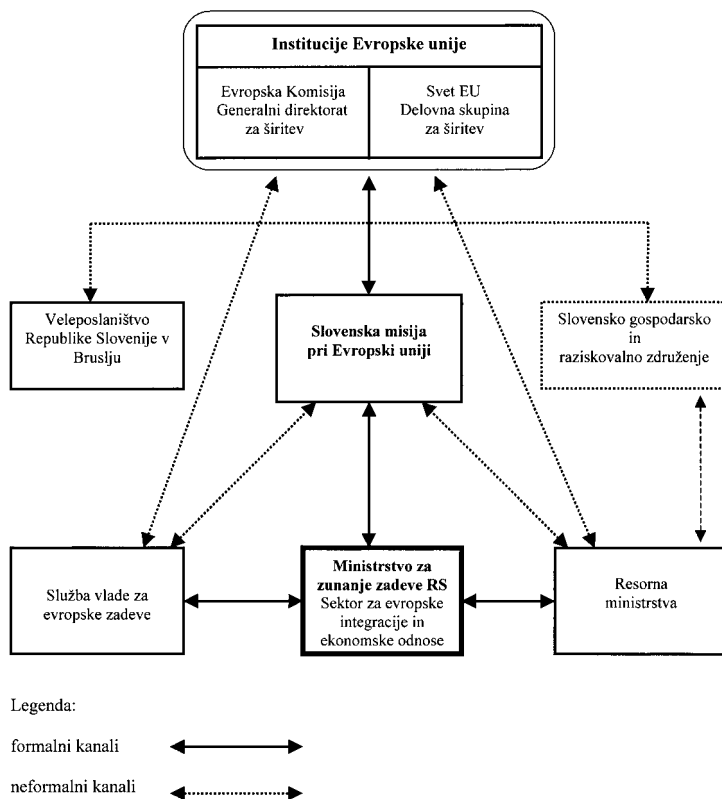 Institucije Evropske unije
Evropska Komisija
Generalni direktorat
za širitev
Svet EU
Delovna skupina
za širitev
Veleposlaništvo
Republike Slovenije v
Bruslju
Slovenska misija
pri Evropski uniji
Slovensko gospodarsko
in
raziskovalno združenje
Služba vlade za
evropske zadeve
Ministrstvo za
zunanje zadeve RS
Sektor za evropske
integracije in
ekonomske odnose
Resorna
ministrstva
Legenda:
formalni kanali
neformalni kanali